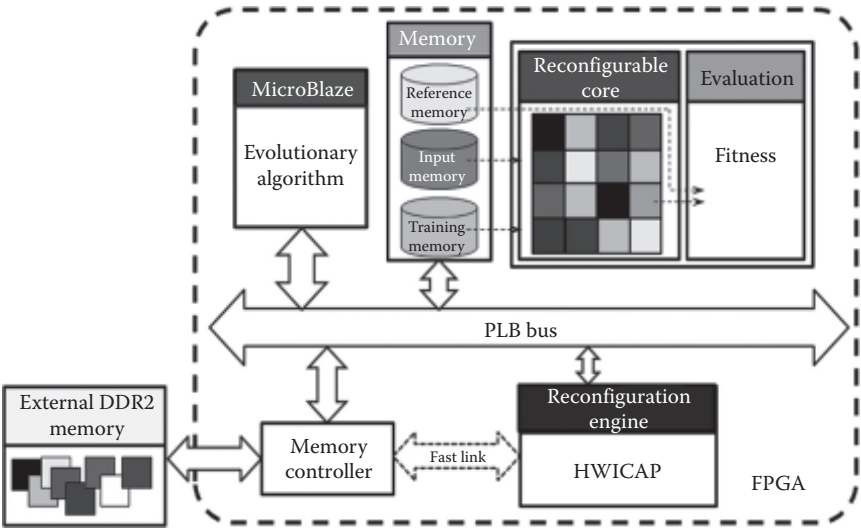 Memory
MicroBlaze
Evolutionary
algorithm
Reference
memory
Input
memory
Training
memory
Reconfigurable
core
Evaluation
Fitness
PLB bus
External DDR2
memory
Memory
controller
Fast link
Reconfiguration
engine
HWICAP
FPGA